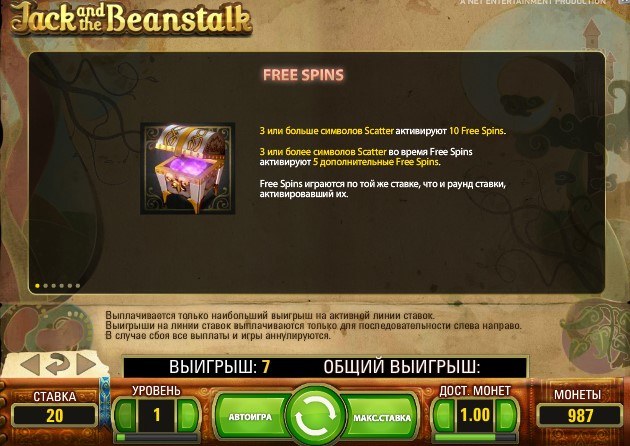 A NET ENTERTAINMENT PRODUCTION
Jack and the Beanstalk
FREE SPINS
3 или больше символов Scatter активируют 10 Free Spins.
3 или более символов Scatter во время Free Spins
активируют 5 дополнительные Free Spins.
Free Spins играются по той же ставке, что и раунд ставки,
активировавший их.
Выплачивается только наибольший выигрыш на активной линии ставок.
Выигрыши на линии ставок выплачиваются только для последовательности слева направо.
В случае сбоя все выплаты и игры аннулируются.
ВЫИГРЫШ: 7 ОБЩИЙ ВЫИГРЫШ:
СТАВКА УРОВЕНЬ ДОСТ. МОНЕТ МОНЕТЫ
20 1 АВТОИГРА МАКС.СТАВКА 1.00 987